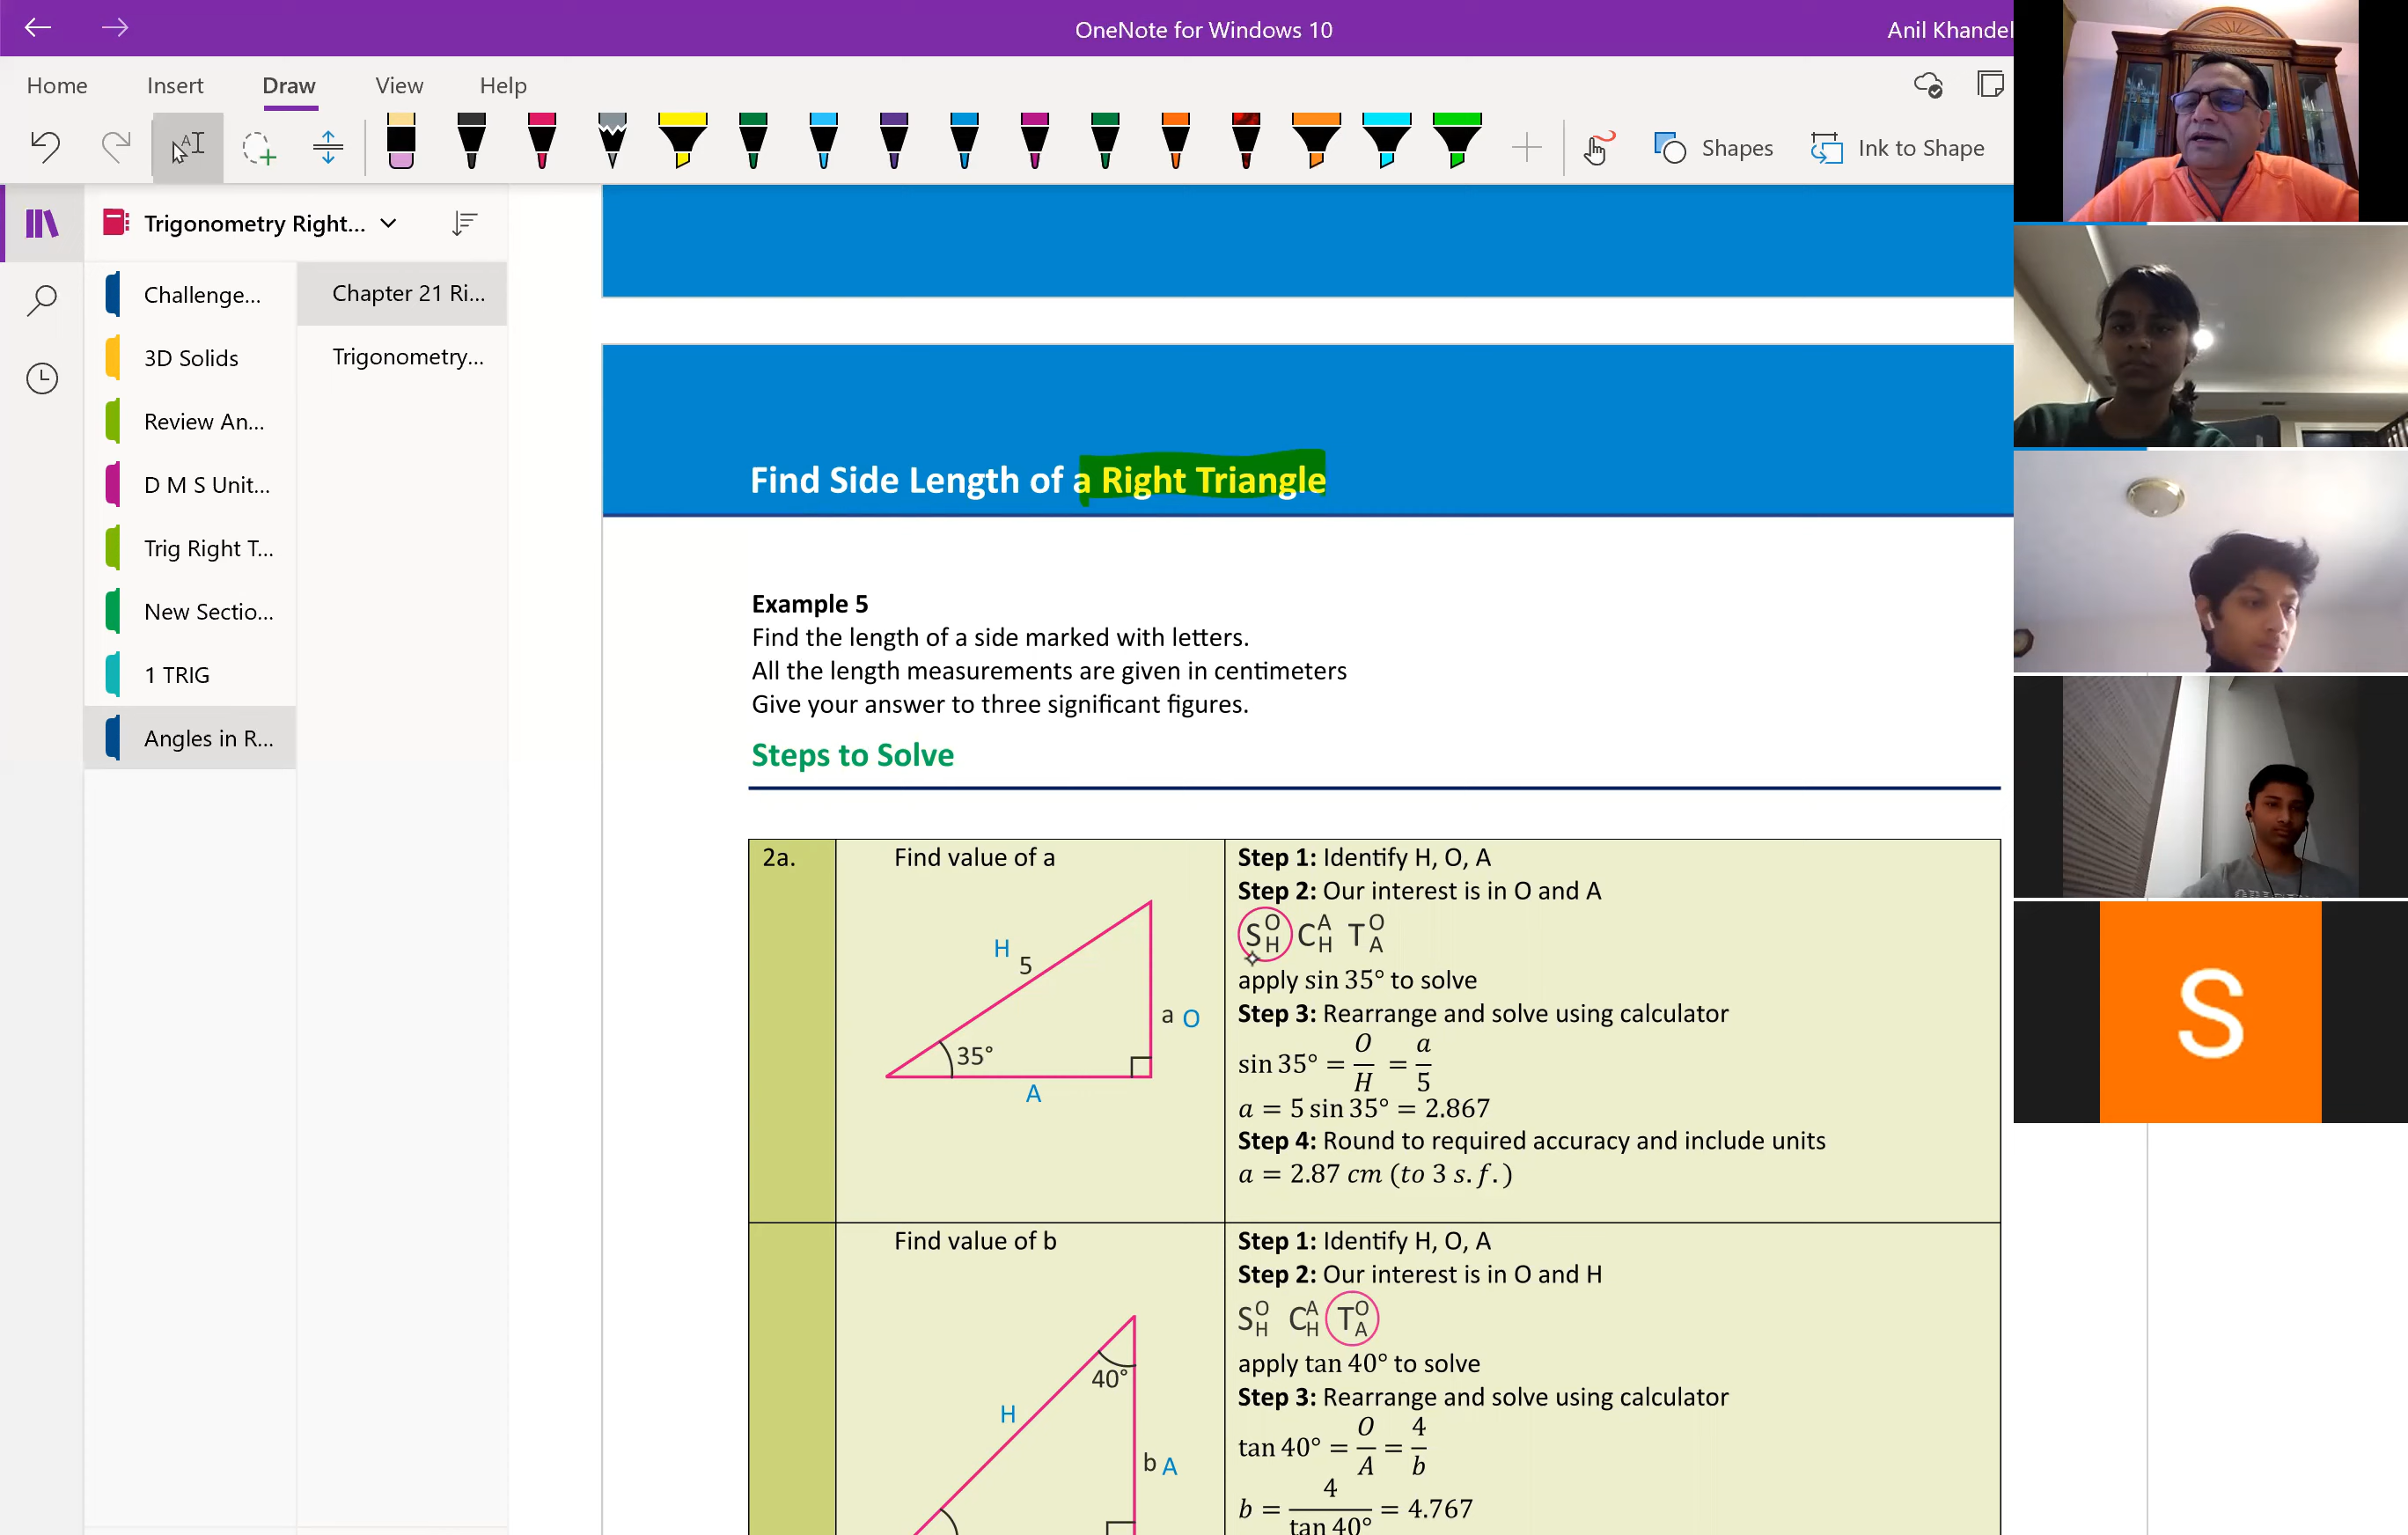 OneNote for Windows 10
Anil Khandel
Home Insert Draw View Help
Shapes Ink to Shape
Trigonometry Right...
Challenge...
3D Solids
Review An...
D M S Unit...
Trig Right T...
New Sectio...
1 TRIG
Angles in R...
Chapter 21 Ri...
Trigonometry...
Find Side Length of a Right Triangle
Example 5
Find the length of a side marked with letters.
All the length measurements are given in centimeters
Give your answer to three significant figures.
Steps to Solve
2a.
Find value of a
H
5
a O
35°
A
Step 1: Identify H, O, A
Step 2: Our interest is in O and A
S O/H C A/H T O/A
apply sin 35° to solve
Step 3: Rearrange and solve using calculator
sin 35° = O/H = a/5
a = 5 sin 35° = 2.867
Step 4: Round to required accuracy and include units
a = 2.87 cm (to 3 s.f.)
Find value of b
40°
H
b A
Step 1: Identify H, O, A
Step 2: Our interest is in O and H
S O/H C A/H T O/A
apply tan 40° to solve
Step 3: Rearrange and solve using calculator
tan 40° = O/A = 4/b
b = 4/tan 40° = 4.767
S